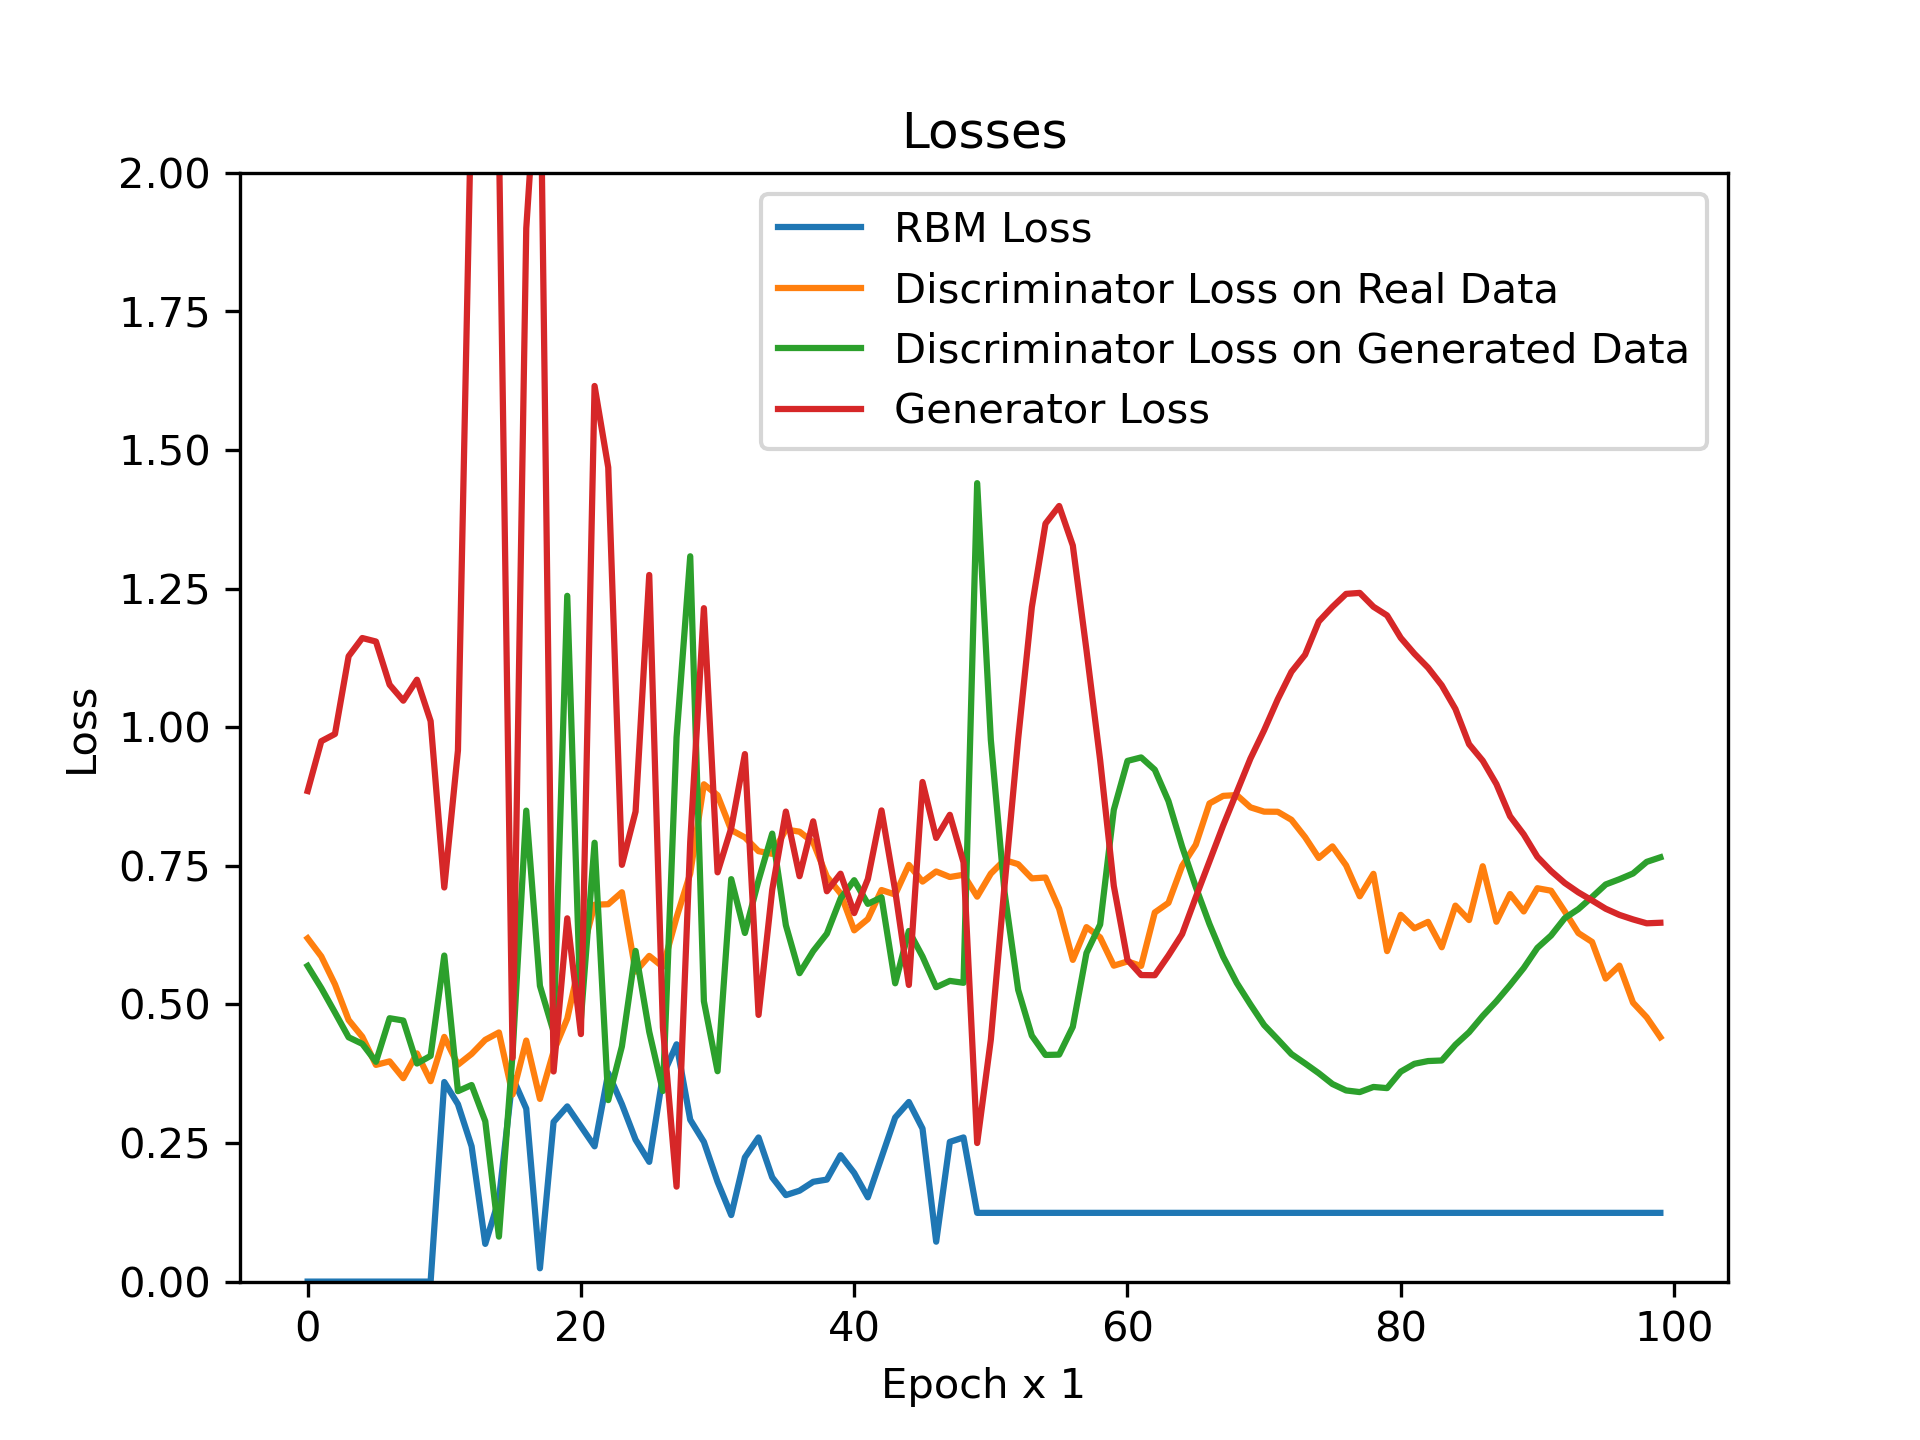 Losses
2.00
1.75
1.50
1.25
1.00
0.75
0.50
0.25
0.00
Loss
RBM Loss
Discriminator Loss on Real Data
Discriminator Loss on Generated Data
Generator Loss
0 20 40 60 80 100
Epoch x 1